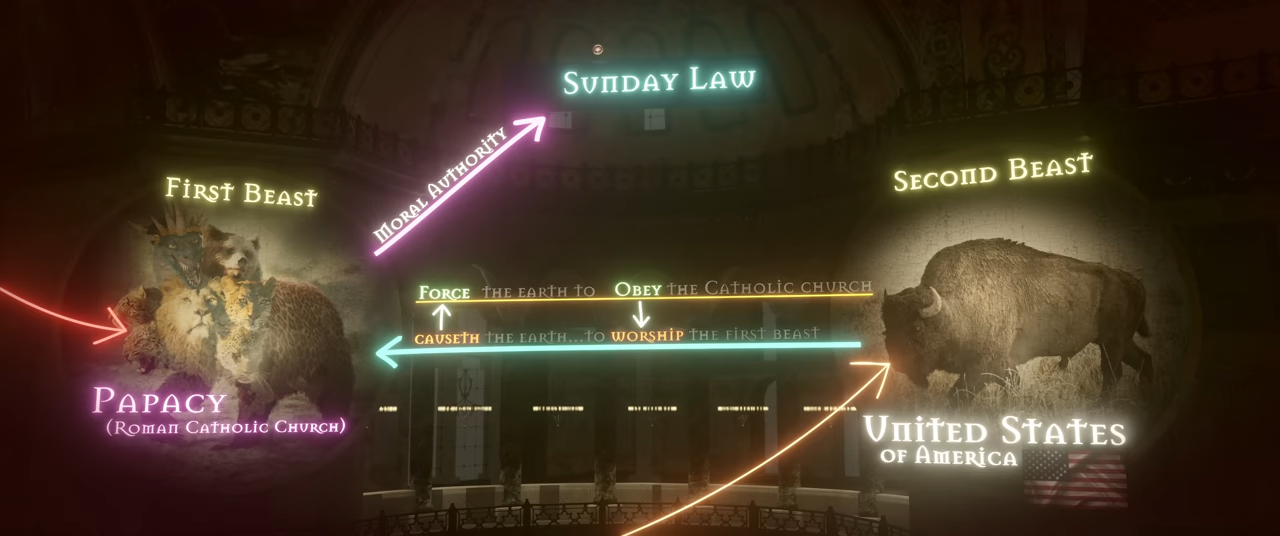 Sunday Law
Moral Authority
First Beast
Second Beast
Force the earth to Obey the Catholic church
causeth the earth...to worship the first beast
Papacy
(Roman Catholic Church)
United States
of America